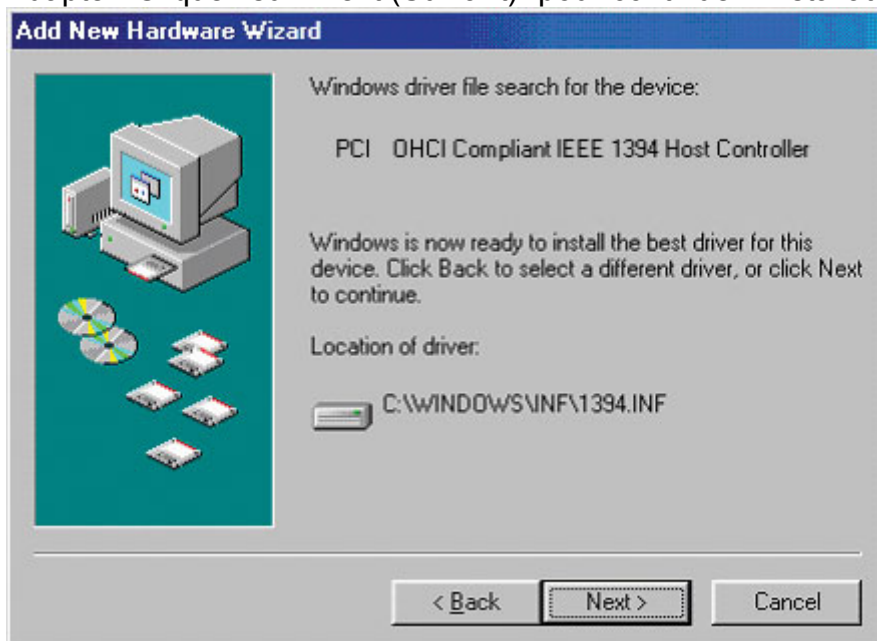 Add New Hardware Wizard
Windows driver file search for the device:
PCI OHCI Compliant IEEE 1394 Host Controller
Windows is now ready to install the best driver for this
device. Click Back to select a different driver, or click Next
to continue.
Location of driver:
C:\WINDOWS\INF\1394.INF
< Back
Next >
Cancel